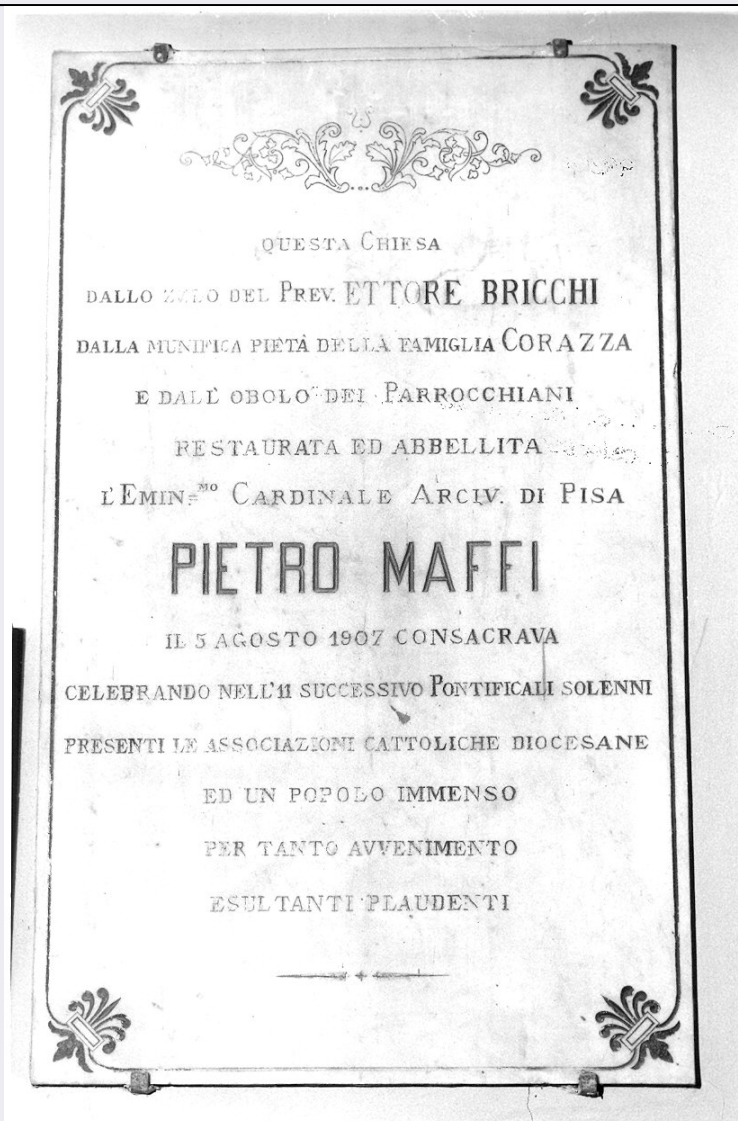 QUESTA CHIESA
DALLO ZELO DEL PREV. ETTORE BRICCHI
DALLA MUNIFICA PIETÀ DELLA FAMIGLIA CORAZZA
E DALL' OBOLO DEI PARROCCHIANI
RESTAURATA ED ABBELLITA
L'EMIN.MO CARDINALE ARCIV. DI PISA
PIETRO MAFFI
IL 5 AGOSTO 1907 CONSACRAVA
CELEBRANDO NELL'11 SUCCESSIVO PONTIFICALI SOLENNI
PRESENTI LE ASSOCIAZIONI CATTOLICHE DIOCESANE
ED UN POPOLO IMMENSO
PER TANTO AVVENIMENTO
ESULTANTI PLAUDENTI